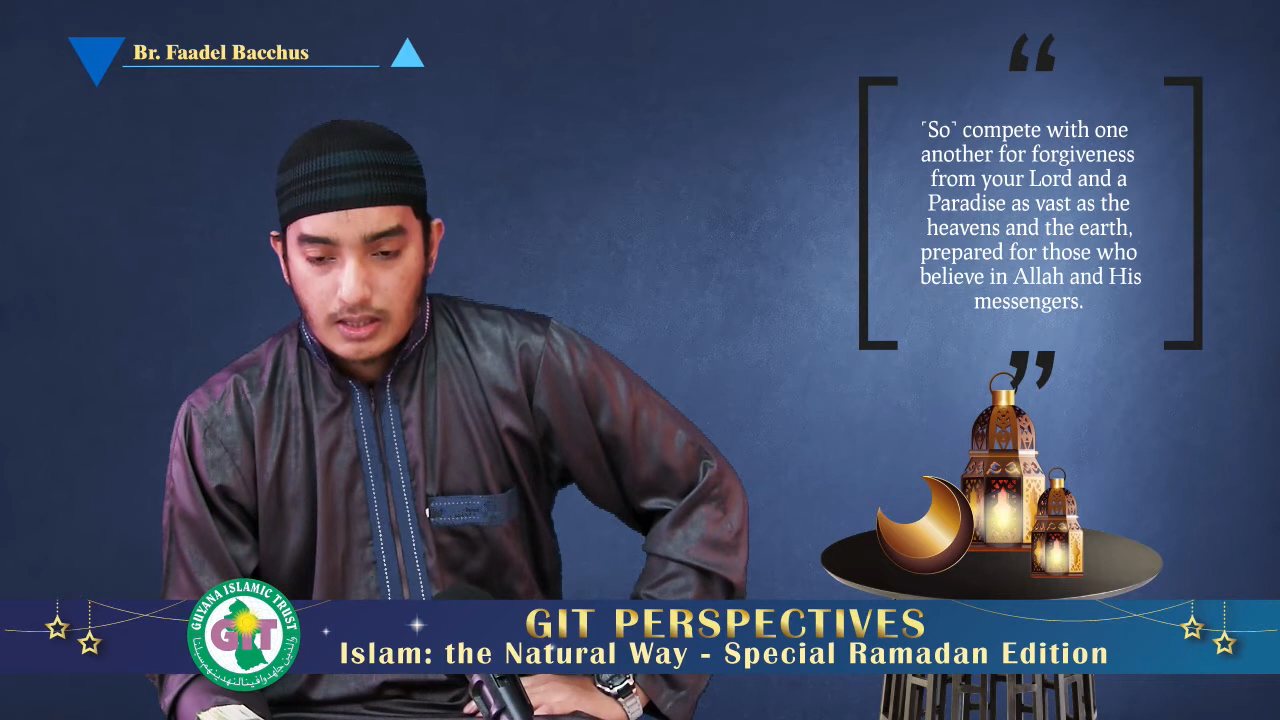 Br. Faadel Bacchus
“
˹So˺ compete with one
another for forgiveness
from your Lord and a
Paradise as vast as the
heavens and the earth,
prepared for those who
believe in Allah and His
messengers.
”
GUYANA ISLAMIC TRUST
GIT
GIT PERSPECTIVES
Islam: the Natural Way - Special Ramadan Edition